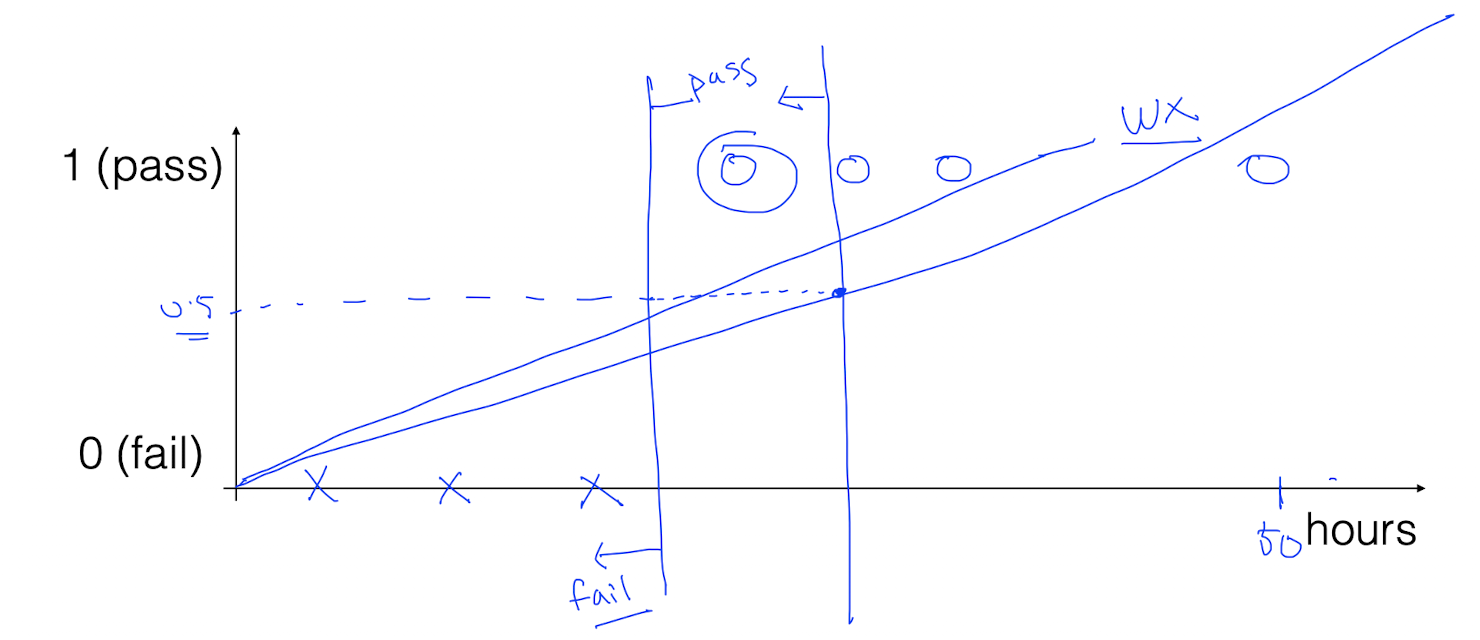 pass
WX
1 (pass)
0.5
0 (fail)
50
hours
fail